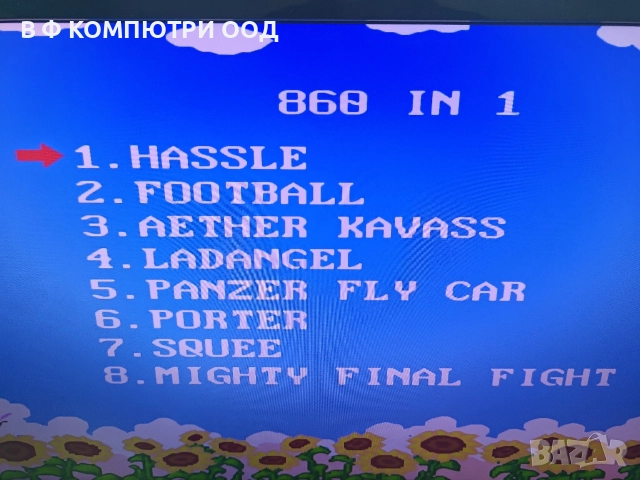 В Ф КОМПЮТРИ ООД
860 IN 1
1.HASSLE
2.FOOTBALL
3.AETHER KAVASS
4.LADANGEL
5.PANZER FLY CAR
6.PORTER
7.SQUEE
8.MIGHTY FINAL FIGHT
BAZAR